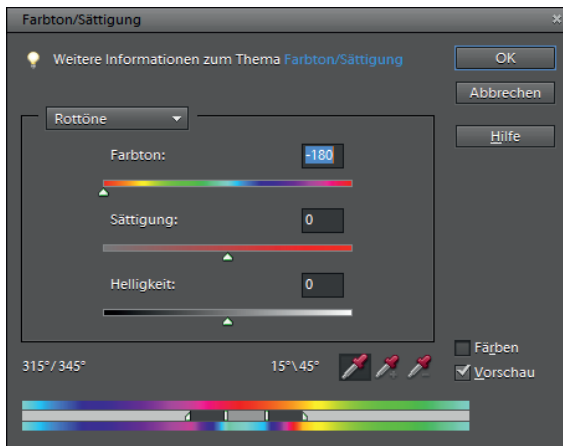 Farbton/Sättigung
Weitere Informationen zum Thema Farbton/Sättigung
OK
Abbrechen
Hilfe
Rottöne
Farbton: -180
Sättigung: 0
Helligkeit: 0
315°/345° 15°\45°
Färben
Vorschau